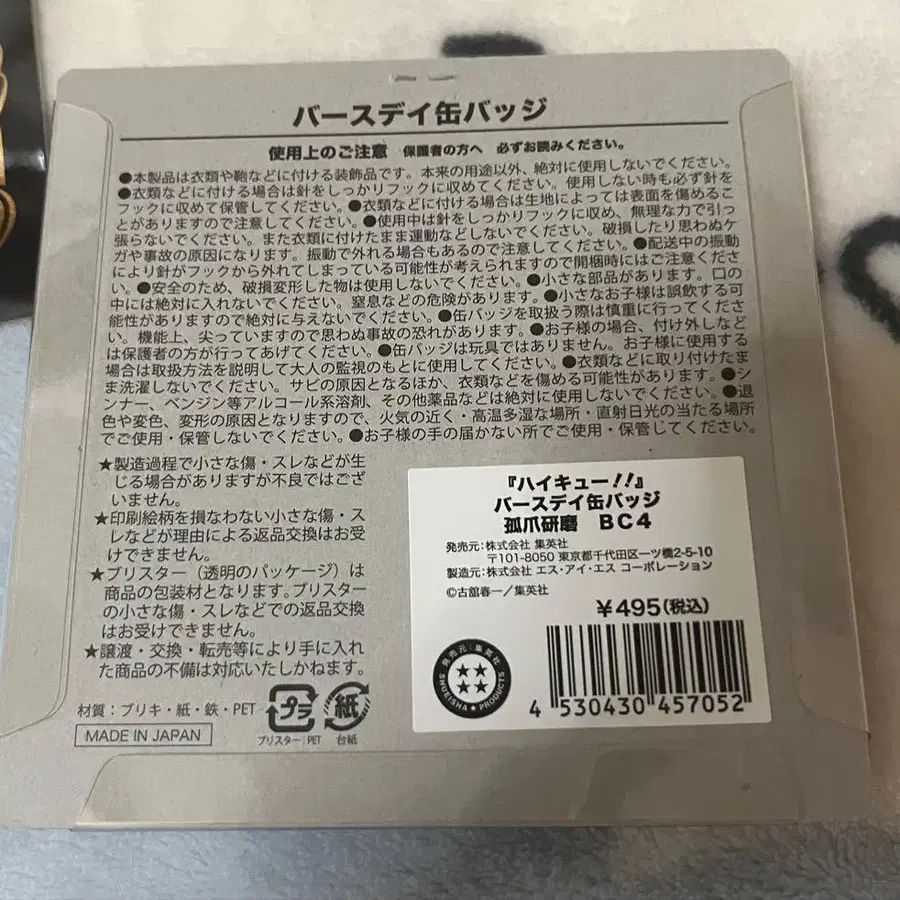 バースデイ缶バッジ
使用上のご注意　保護者の方へ　必ずお読みください。
●本製品は衣類や鞄などに付ける装飾品です。本来の用途以外、絶対に使用しないでください。
●衣類などに付ける場合は針をしっかりフックに収めてください。使用しない時も必ず針を
フックに収めて保管してください。●衣類などに付ける場合は生地によっては表面を傷めるこ
とがありますので注意してください。●使用中は針をしっかりフックに収め、無理な力で引っ
張らないでください。また衣類に付けたまま運動などしないでください。破損したり思わぬケ
ガや事故の原因になります。振動で外れる場合もあるので注意してください。●配送中の振動
により針がフックから外れてしまっている可能性が考えられますので開梱時にはご注意くださ
い。●安全のため、破損変形した物は使用しないでください。●小さな部品があります。口の
中には絶対に入れないでください。窒息などの危険があります。●小さなお子様は誤飲する可
能性がありますので絶対に与えないでください。●缶バッジを取扱う際は慎重に行ってくださ
い。機能上、尖っていますので思わぬ事故の恐れがあります。●お子様の場合、付け外しなど
は保護者の方が行ってあげてください。●缶バッジは玩具ではありません。お子様に使用する
場合は取扱方法を説明して大人の監視のもとに使用してください。●衣類などに取り付けたま
ま洗濯しないでください。サビの原因となるほか、衣類などを傷める可能性があります。●シ
ンナー、ベンジン等アルコール系溶剤、その他薬品などは絶対に使用しないでください。●退
色や変色、変形の原因となりますので、火気の近く・高温多湿な場所・直射日光の当たる場所
でご使用・保管しないでください。●お子様の手の届かない所でご使用・保管してください。
★製造過程で小さな傷・スレなどが生
じる場合がありますが不良ではござ
いません。
★印刷絵柄を損なわない小さな傷・ス
レなどが理由による返品交換はお受
けできません。
★ブリスター（透明のパッケージ）は
商品の包装材となります。ブリスター
の小さな傷・スレなどでの返品交換
はお受けできません。
★譲渡・交換・転売等により手に入れ
た商品の不備は対応いたしかねます。
材質：ブリキ・紙・鉄・PET
MADE IN JAPAN
プラ
ブリスター：PET
紙
台紙
『ハイキュー!!』
バースデイ缶バッジ
孤爪研磨　BC4
発売元：株式会社 集英社
〒101-8050 東京都千代田区一ツ橋2-5-10
製造元：株式会社 エス・アイ・エス コーポレーション
©古舘春一／集英社
¥495(税込)
発売元：集英社
SHUEISHA★PRODUCTS
4 530430 457052